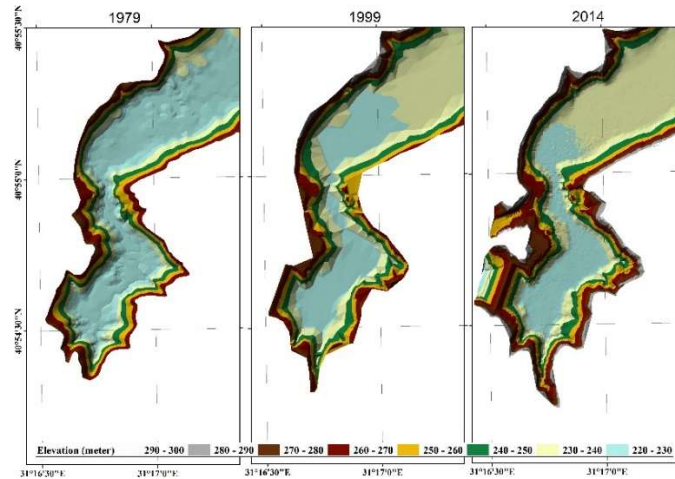 1979 1999 2014
40°55'30"N
40°55'0"N
40°54'30"N
Elevation (meter) 290 - 300 280 - 290 270 - 280 260 - 270 250 - 260 240 - 250 230 - 240 220 - 230
31°16'30"E 31°17'0"E 31°16'30"E 31°17'0"E 31°16'30"E 31°17'0"E